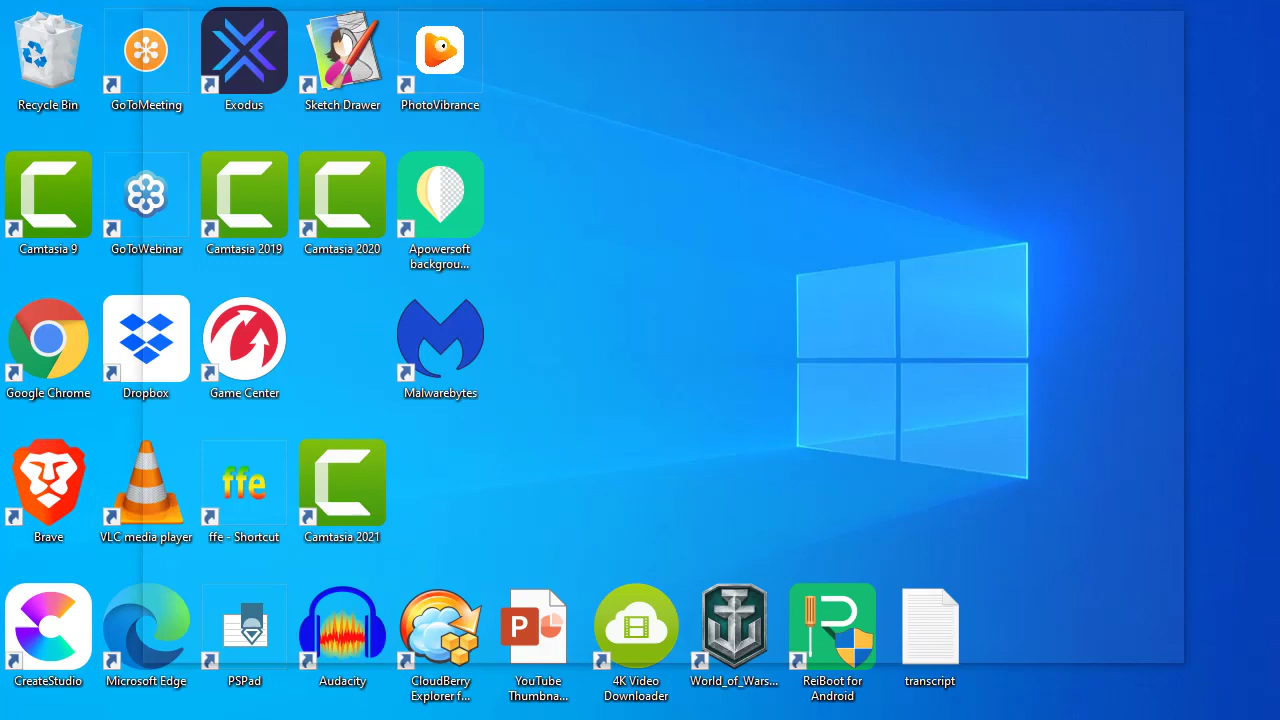 Recycle Bin
GoToMeeting
Exodus
Sketch Drawer
PhotoVibrance
Camtasia 9
GoToWebinar
Camtasia 2019
Camtasia 2020
Apowersoft
backgrou...
Google Chrome
Dropbox
Game Center
Malwarebytes
ffe
Brave
VLC media player
ffe - Shortcut
Camtasia 2021
P
CreateStudio
Microsoft Edge
PSPad
Audacity
CloudBerry
Explorer f...
YouTube
Thumbna...
4K Video
Downloader
World_of_Wars...
ReiBoot for
Android
transcript